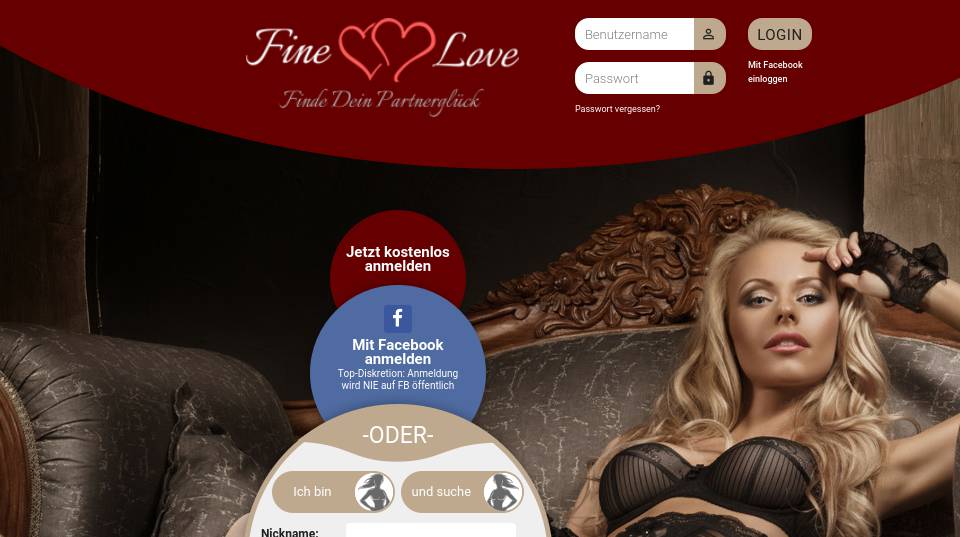 Fine Love
Finde Dein Partnerglück
Benutzername
LOGIN
Passwort
Mit Facebook
einloggen
Passwort vergessen?
Jetzt kostenlos
anmelden
f
Mit Facebook
anmelden
Top-Diskretion: Anmeldung
wird NIE auf FB öffentlich
-ODER-
Ich bin
und suche
Nickname: